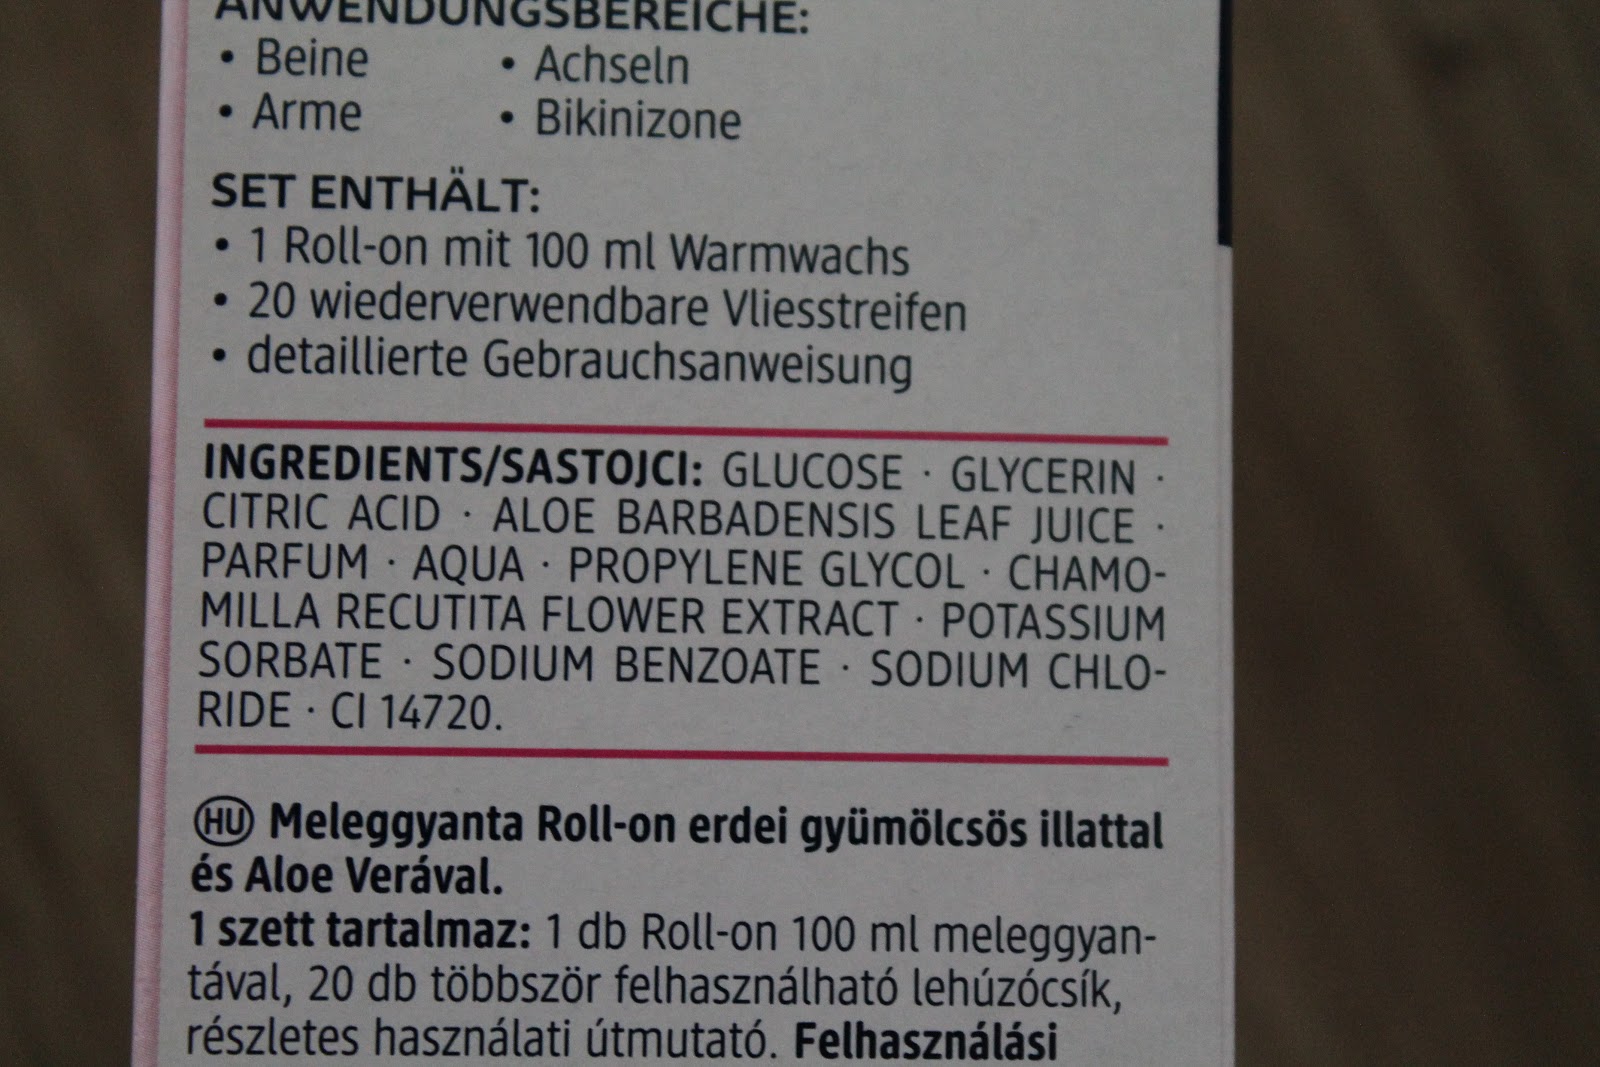 ANWENDUNGSBEREICHE:
• Beine • Achseln
• Arme • Bikinizone
SET ENTHÄLT:
• 1 Roll-on mit 100 ml Warmwachs
• 20 wiederverwendbare Vliesstreifen
• detaillierte Gebrauchsanweisung
INGREDIENTS/SASTOJCI: GLUCOSE · GLYCERIN ·
CITRIC ACID · ALOE BARBADENSIS LEAF JUICE ·
PARFUM · AQUA · PROPYLENE GLYCOL · CHAMO-
MILLA RECUTITA FLOWER EXTRACT · POTASSIUM
SORBATE · SODIUM BENZOATE · SODIUM CHLO-
RIDE · CI 14720.
HU Meleggyanta Roll-on erdei gyümölcsös illattal
és Aloe Verával.
1 szett tartalmaz: 1 db Roll-on 100 ml meleggyan-
tával, 20 db többször felhasználható lehúzócsík,
részletes használati útmutató. Felhasználási